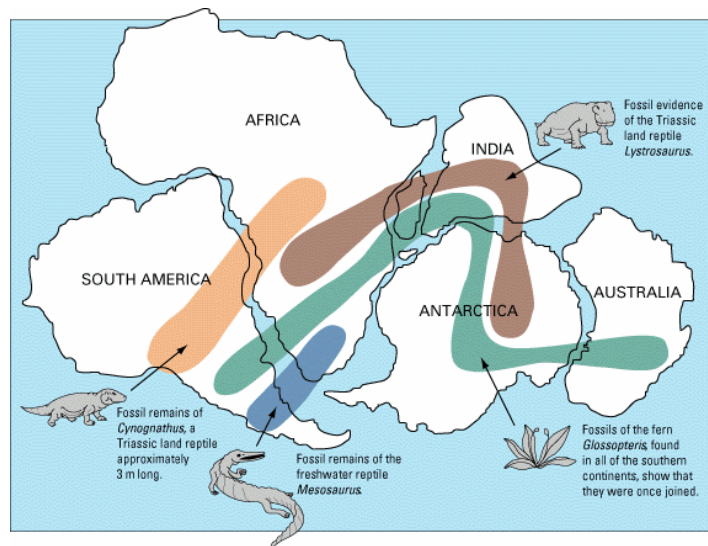 AFRICA
INDIA
Fossil evidence
of the Triassic
land reptile
Lystrosaurus.
SOUTH AMERICA
ANTARCTICA
AUSTRALIA
Fossil remains of
Cynognathus, a
Triassic land reptile
approximately
3 m long.
Fossil remains of the
freshwater reptile
Mesosaurus.
Fossils of the fern
Glossopteris, found
in all of the southern
continents, show that
they were once joined.